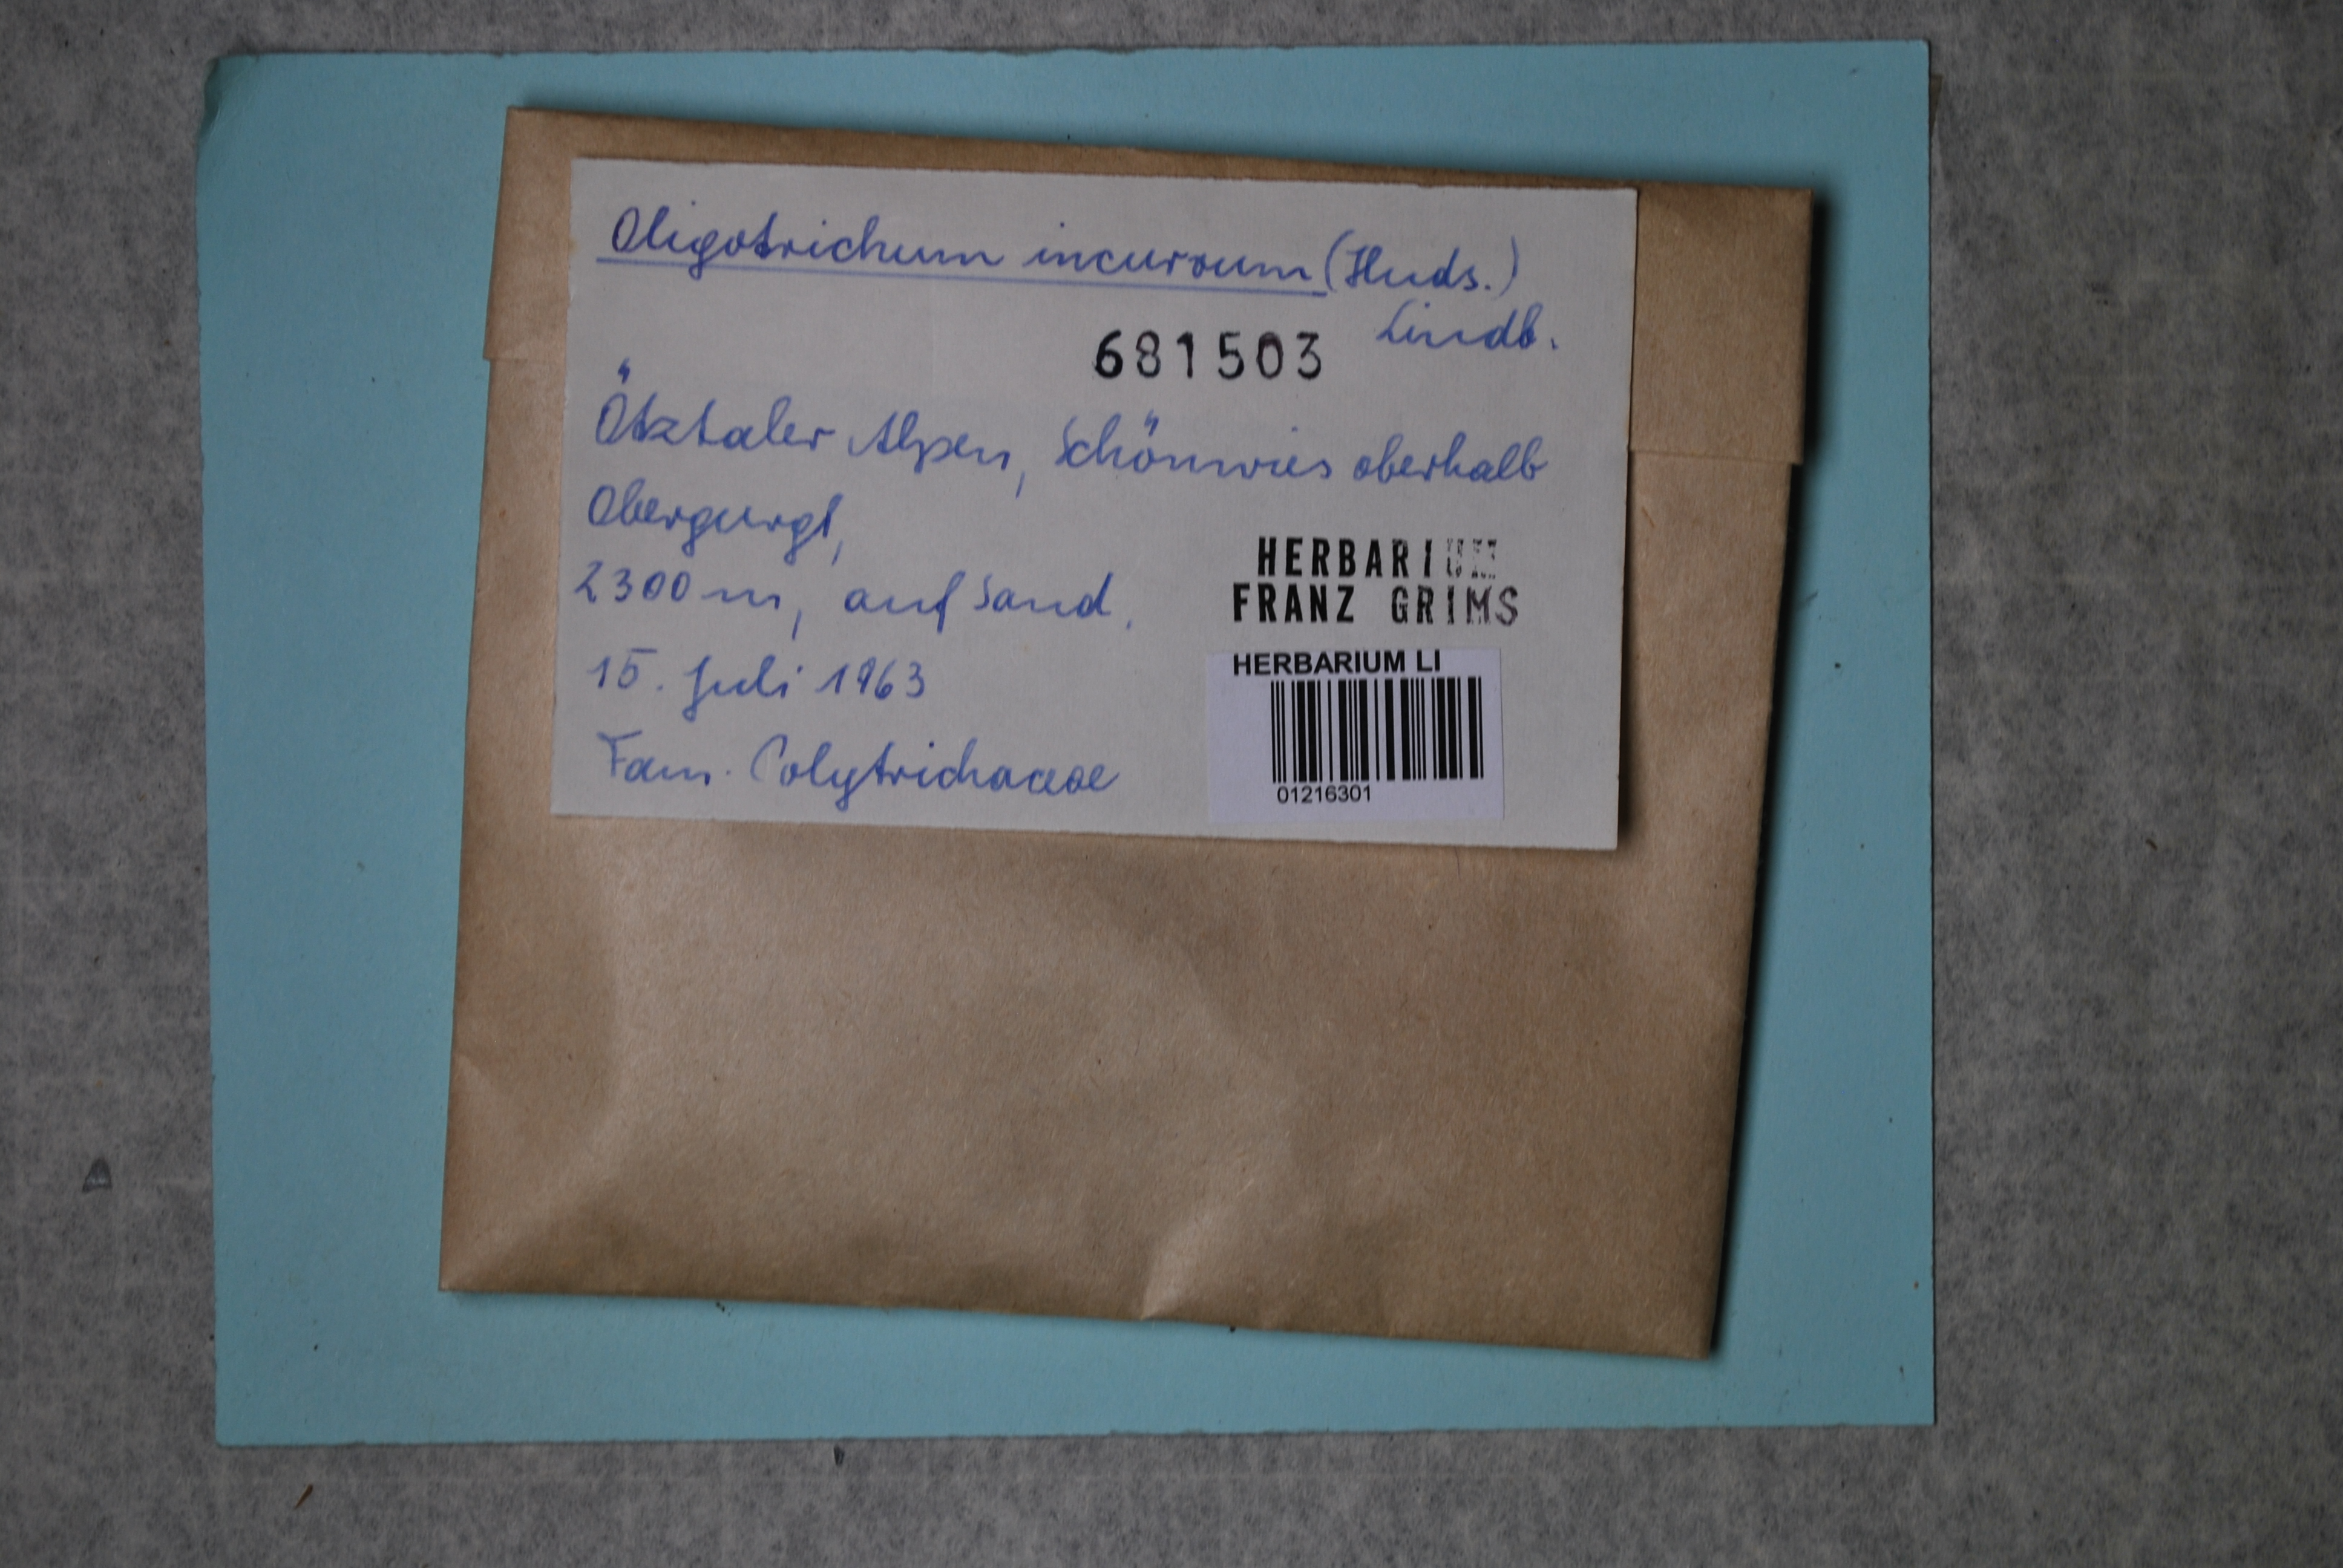 Oligotrichum incurvum (Huds.)
Lindb.
681503
Ötztaler Alpen, Schönwies oberhalb
Obergurgl,
2300 m, auf Sand.
15. Juli 1963
Fam. Polytrichaceae
HERBARIUM
FRANZ GRIMS
HERBARIUM LI
01216301